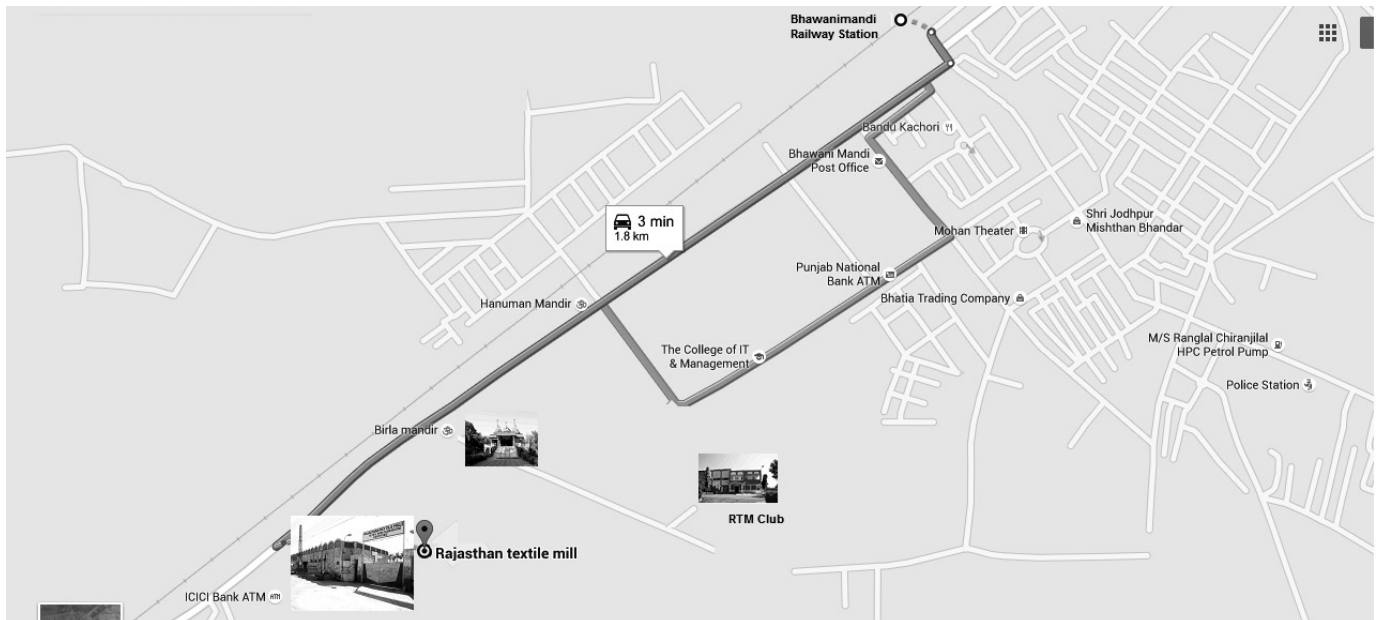 Bhawanimandi
Railway Station
Bandu Kachori
Bhawani Mandi
Post Office
3 min
1.8 km
Shri Jodhpur
Mishthan Bhandar
Mohan Theater
Punjab National
Bank ATM
Bhatia Trading Company
Hanuman Mandir
The College of IT
& Management
M/S Ranglal Chiranjilal
HPC Petrol Pump
Police Station
Birla mandir
RTM Club
Rajasthan textile mill
ICICI Bank ATM
ATM